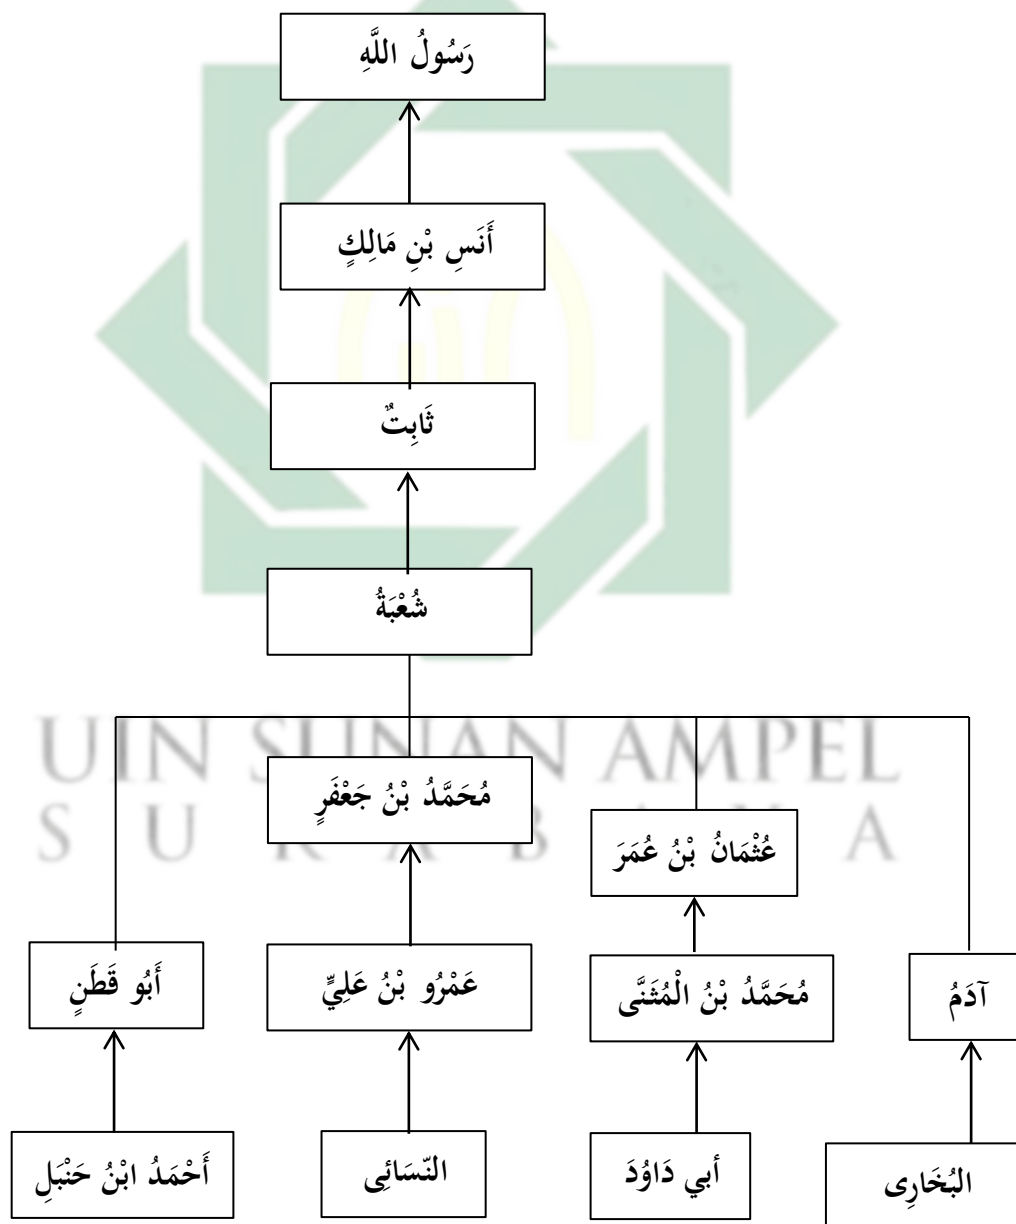 رَسُولُ اللَّهِ
أَنَسِ بْنِ مَالِكٍ
ثَابِتٌ
شُعْبَةُ
UIN SUNAN AMPEL
S U R A B A Y A
مُحَمَّدُ بْنُ جَعْفَرٍ
عُثْمَانُ بْنُ عُمَرَ
أَبُو قَطَنٍ
عَمْرُو بْنُ عَلِيٍّ
مُحَمَّدُ بْنُ الْمُثَنَّى
آدَمُ
أَحْمَدُ ابْنُ حَنْبَلِ
النّسَائِى
أبي دَاوُدَ
البُخَارِى